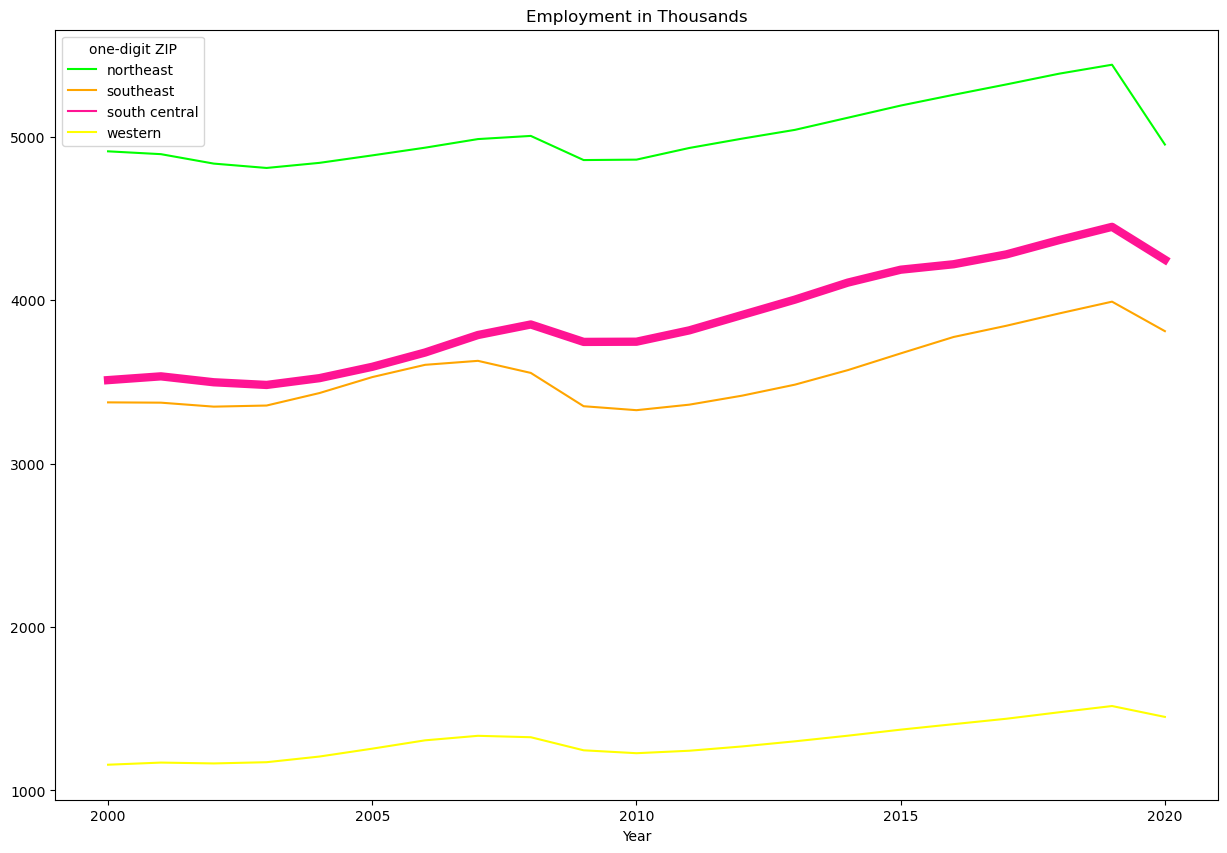 Employment in Thousands
one-digit ZIP
northeast
southeast
south central
western
5000
4000
3000
2000
1000
2000
2005
2010
2015
2020
Year